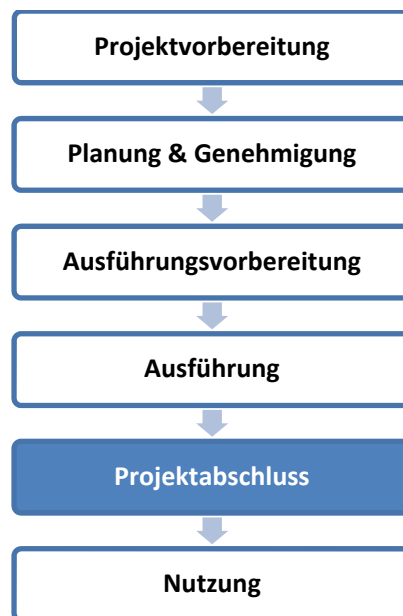 Projektvorbereitung
Planung & Genehmigung
Ausführungsvorbereitung
Ausführung
Projektabschluss
Nutzung